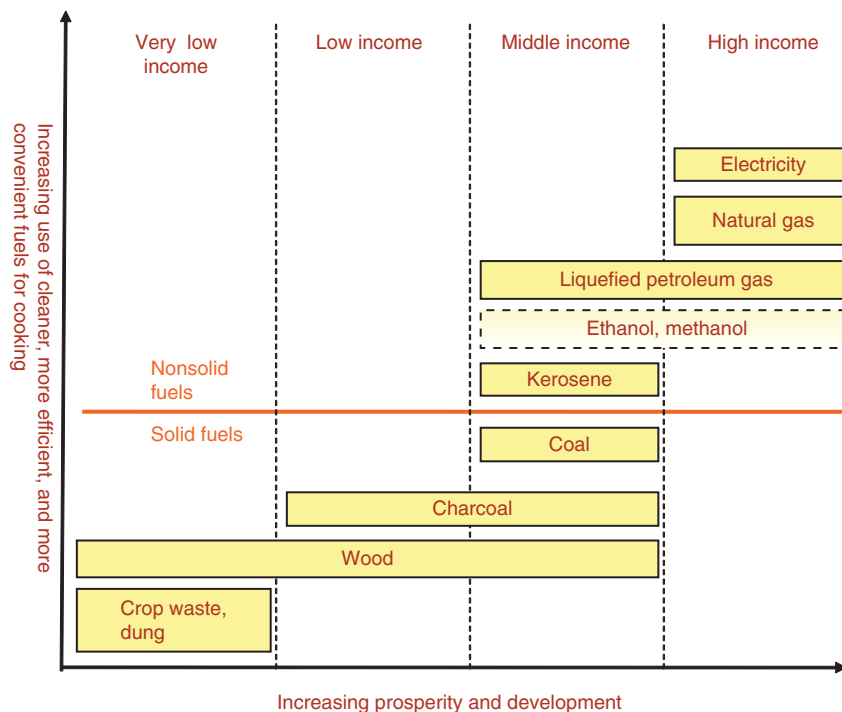 Very low
income
Low income
Middle income
High income
Increasing use of cleaner, more efficient, and more
convenient fuels for cooking
Electricity
Natural gas
Liquefied petroleum gas
Ethanol, methanol
Nonsolid
fuels
Kerosene
Solid fuels
Coal
Charcoal
Wood
Crop waste,
dung
Increasing prosperity and development